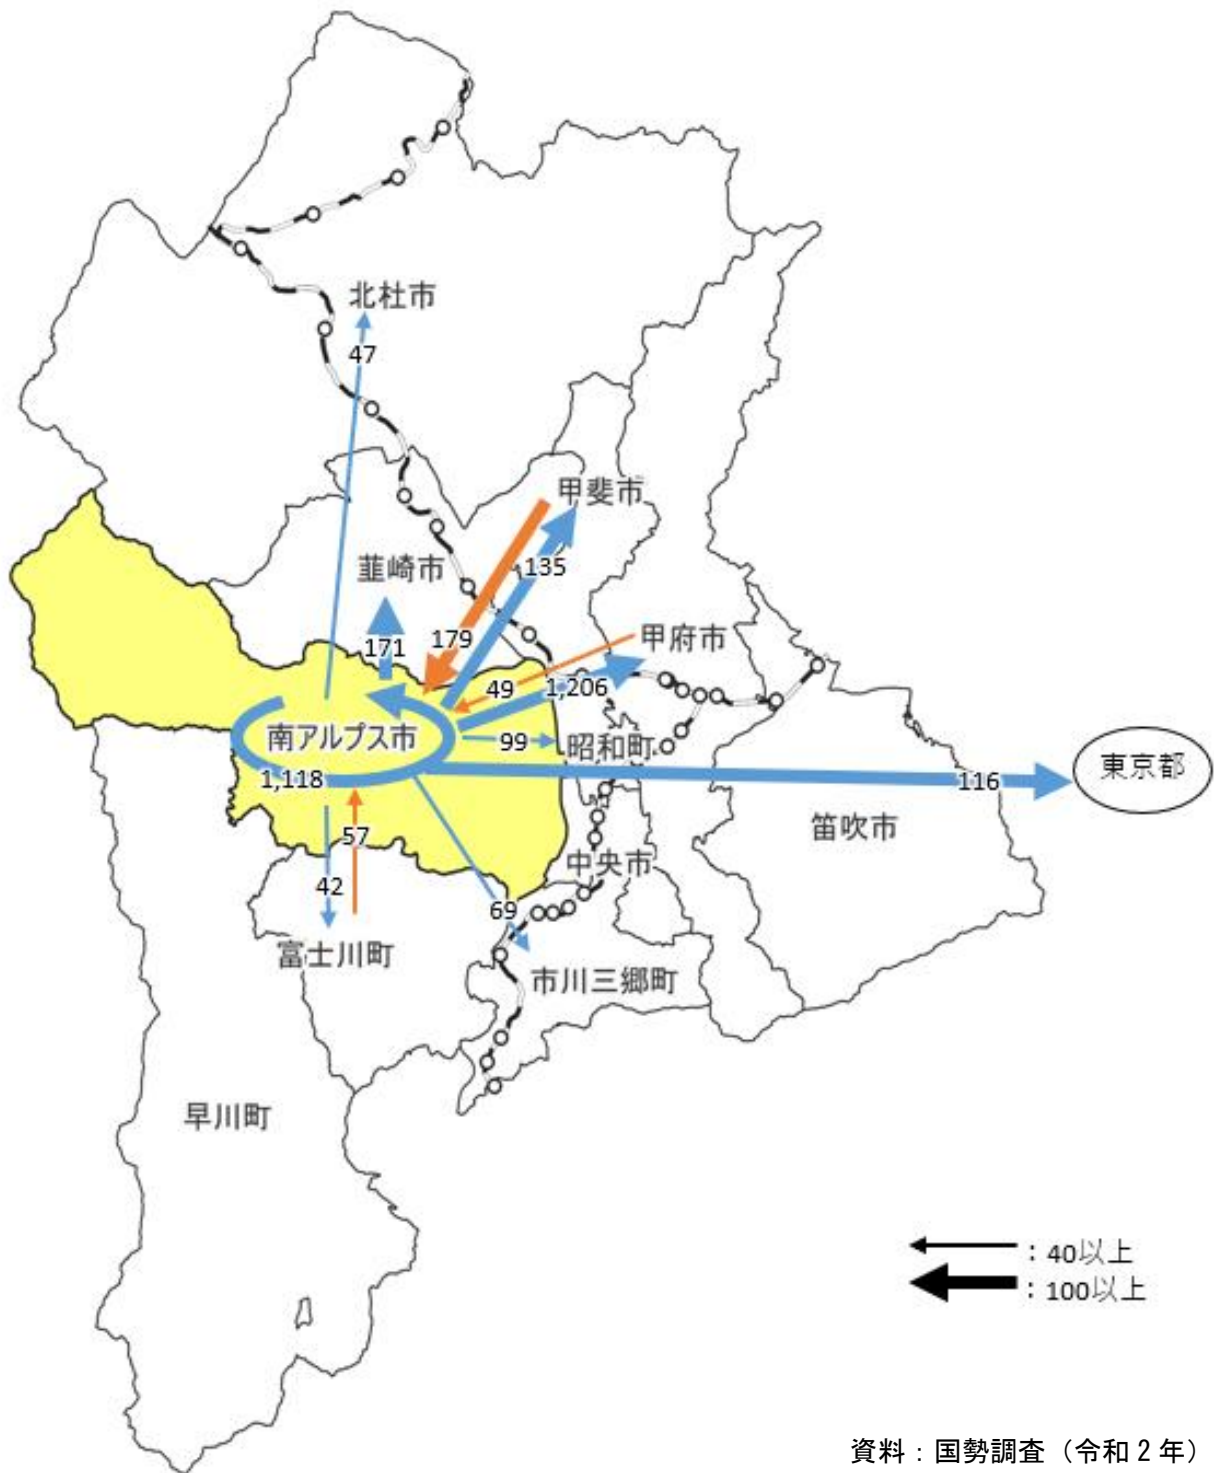 北杜市
47
甲斐市
135
韮崎市
171
179
甲府市
49
1,206
南アルプス市
99
昭和町
1,118
116
東京都
笛吹市
57
中央市
42
69
富士川町
市川三郷町
早川町
：40以上
：100以上
資料：国勢調査（令和２年）